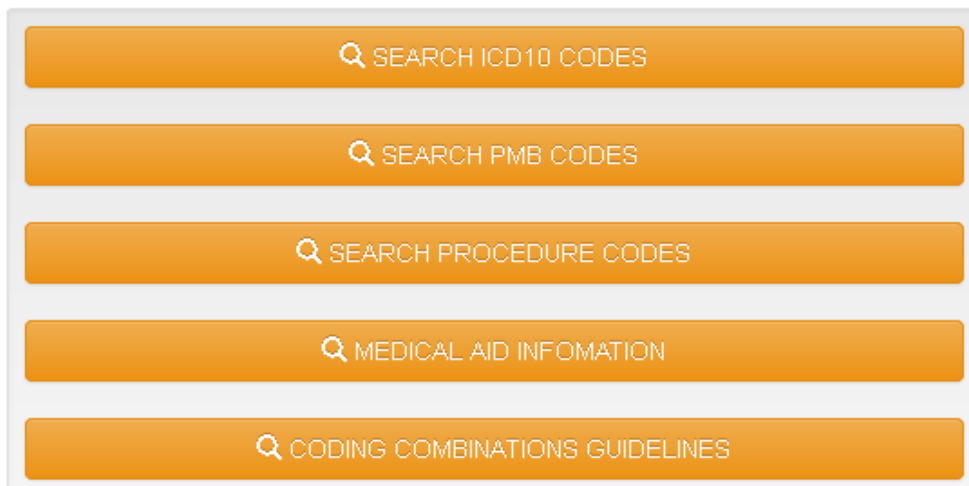 SEARCH ICD10 CODES
SEARCH PMB CODES
SEARCH PROCEDURE CODES
MEDICAL AID INFOMATION
CODING COMBINATIONS GUIDELINES